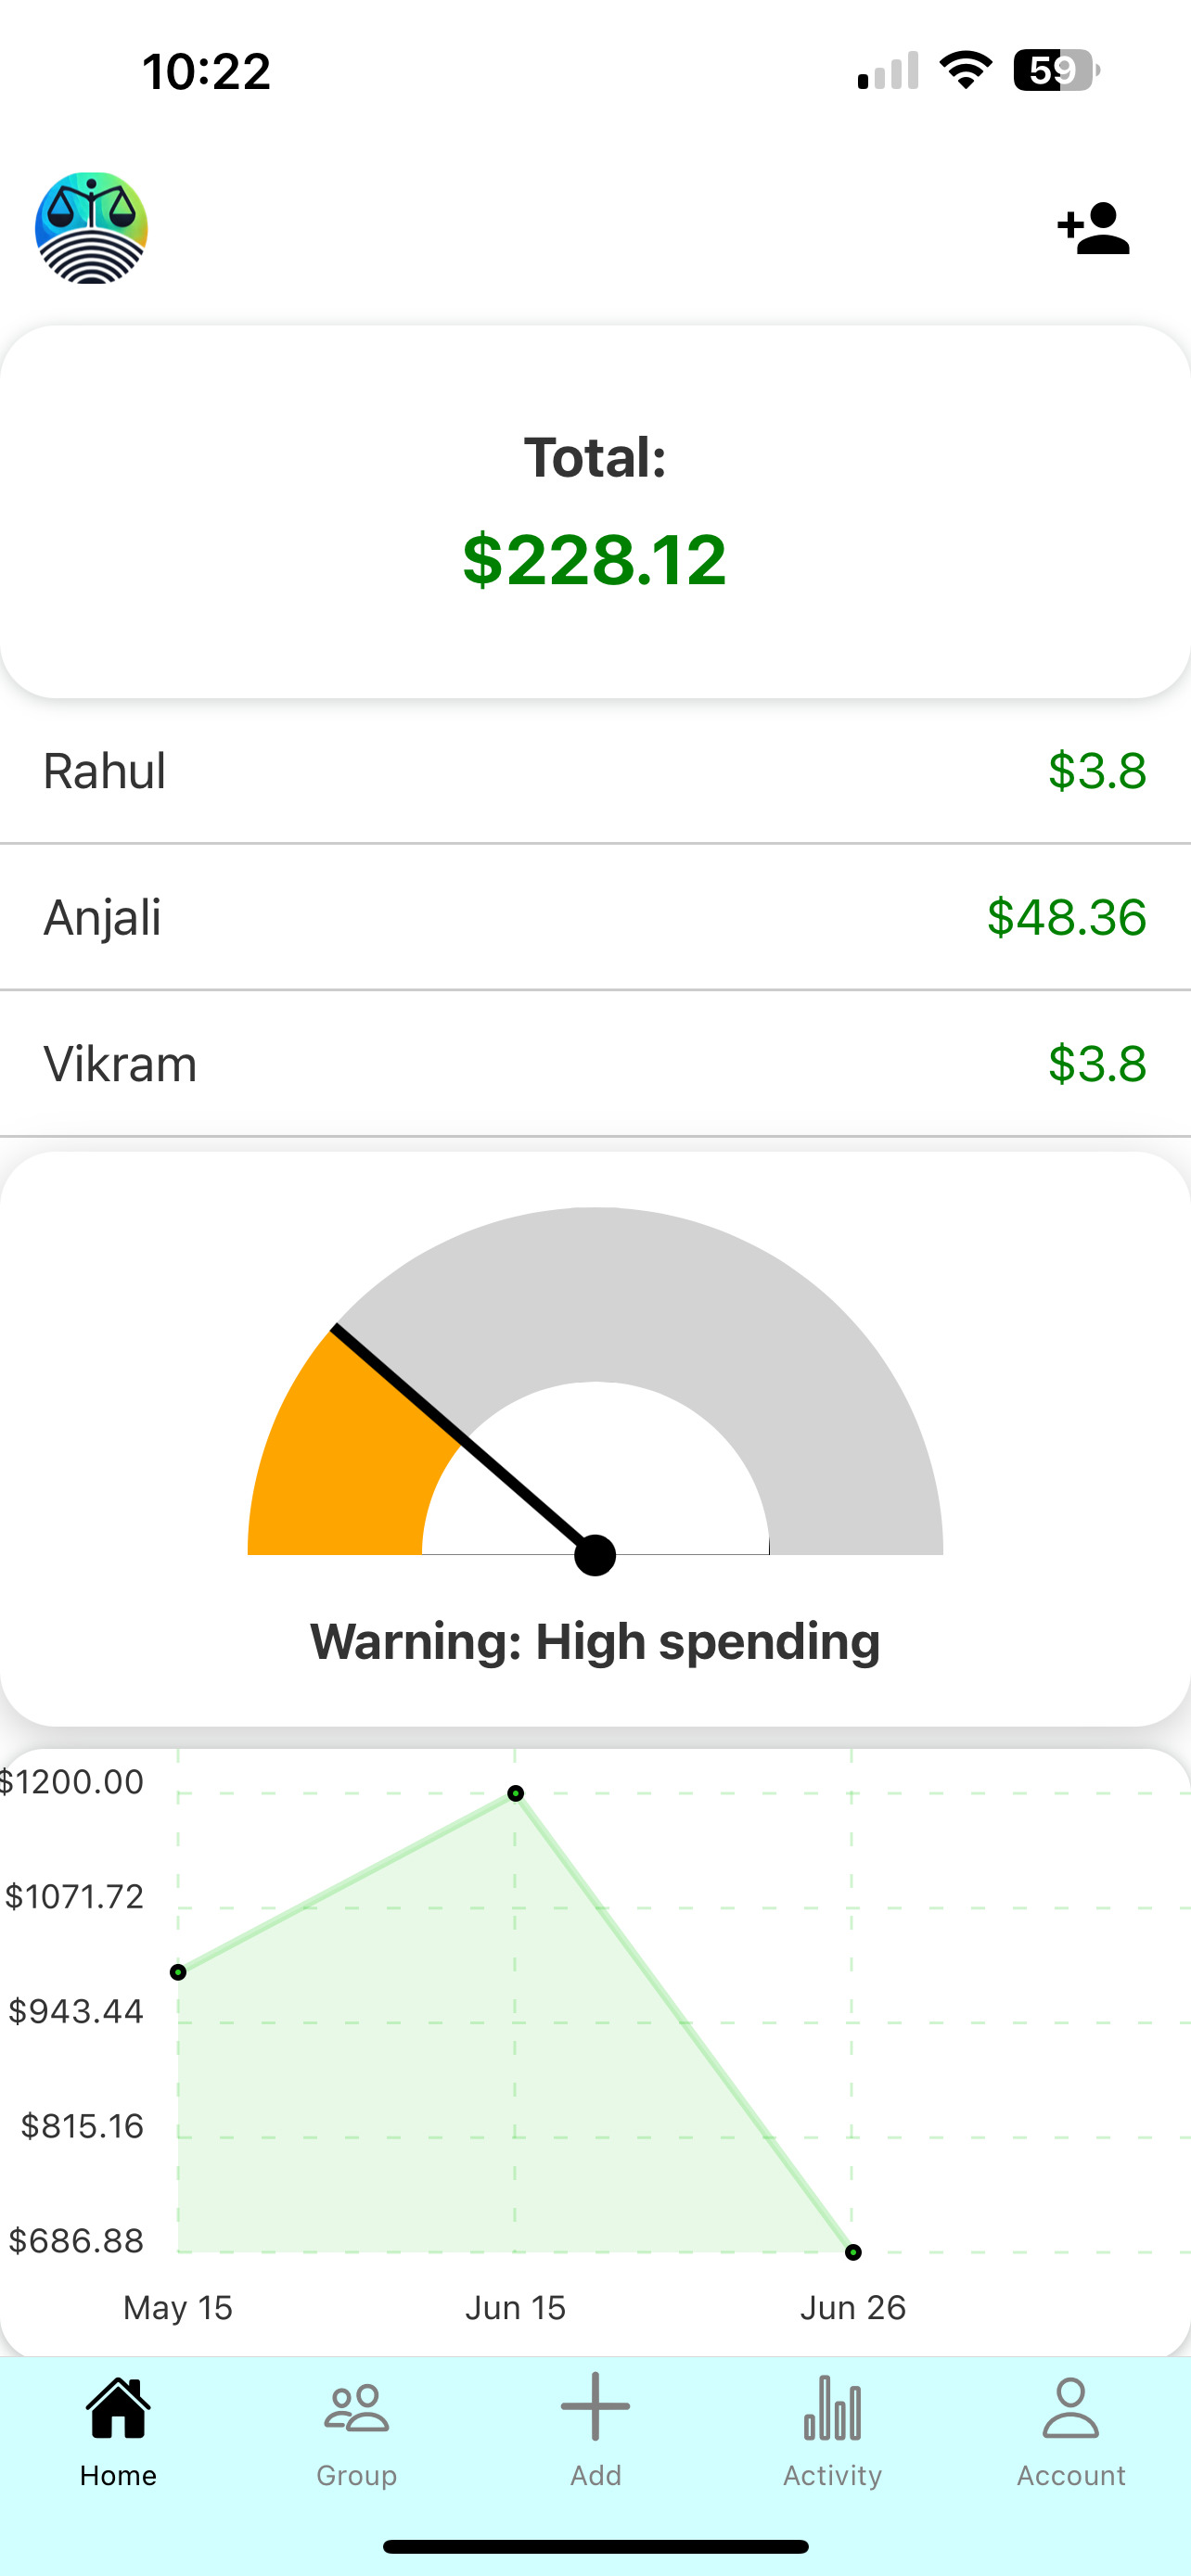 10:22
59
Total:
$228.12
Rahul $3.8
Anjali $48.36
Vikram $3.8
Warning: High spending
$1200.00
$1071.72
$943.44
$815.16
$686.88
May 15 Jun 15 Jun 26
Home Group Add Activity Account